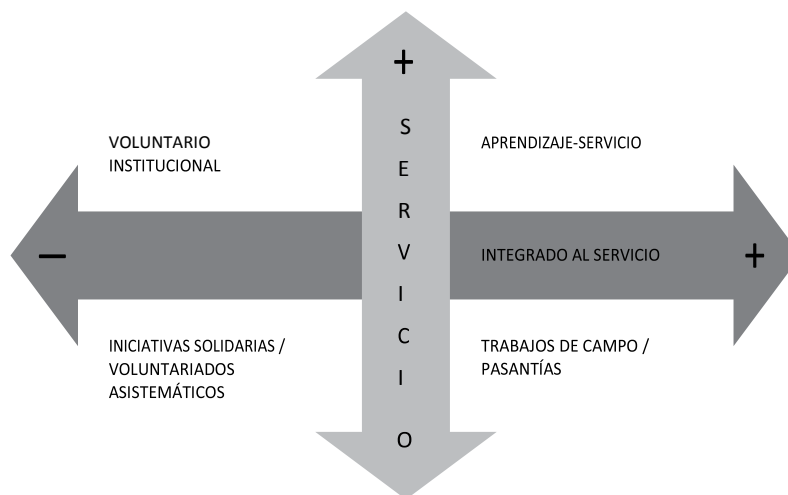 +
VOLUNTARIO
INSTITUCIONAL
APRENDIZAJE-SERVICIO
S
E
R
V
I
C
I
O
−
INTEGRADO AL SERVICIO
+
INICIATIVAS SOLIDARIAS /
VOLUNTARIADOS
ASISTEMÁTICOS
TRABAJOS DE CAMPO /
PASANTÍAS